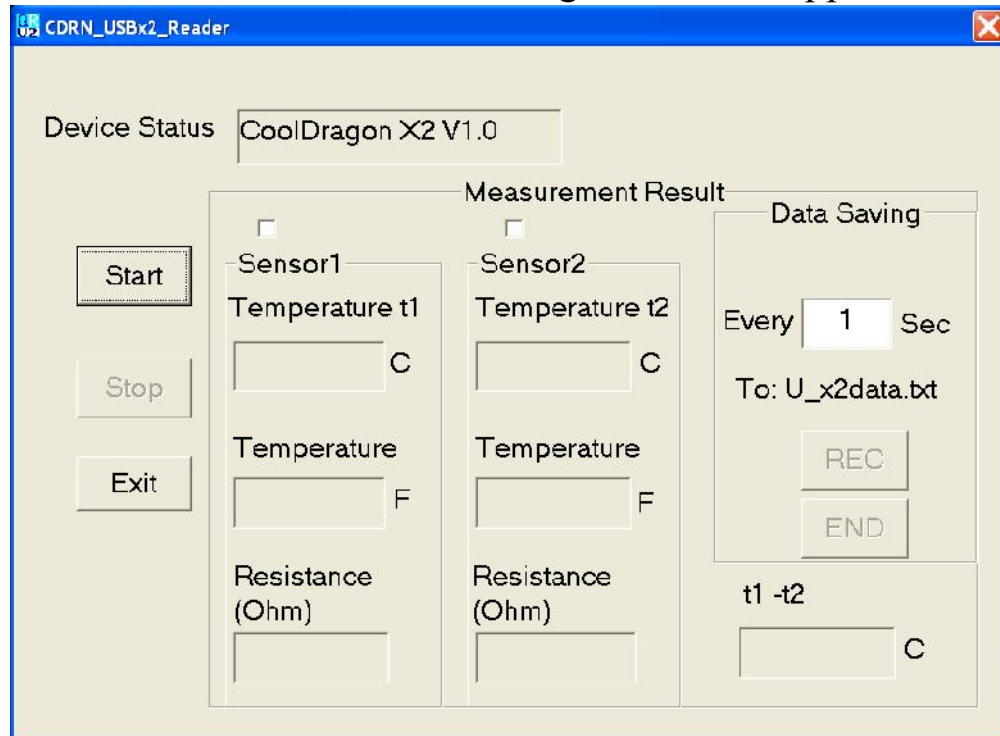 CDRN_USBx2_Reader
Device Status
CoolDragon X2 V1.0
Measurement Result
Start
Stop
Exit
Sensor1
Temperature t1
C
Temperature
F
Resistance
(Ohm)
Sensor2
Temperature t2
C
Temperature
F
Resistance
(Ohm)
Data Saving
Every 1 Sec
To: U_x2data.txt
REC
END
t1 -t2
C